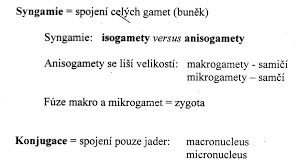 Syngamie = spojení celých gamet (buněk)
Syngamie: isogamety versus anisogamety
Anisogamety se liší velikostí: makrogamety - samičí
mikrogamety – samčí
Fúze makro a mikrogamet = zygota
Konjugace = spojení pouze jader: macronucleus
micronucleus